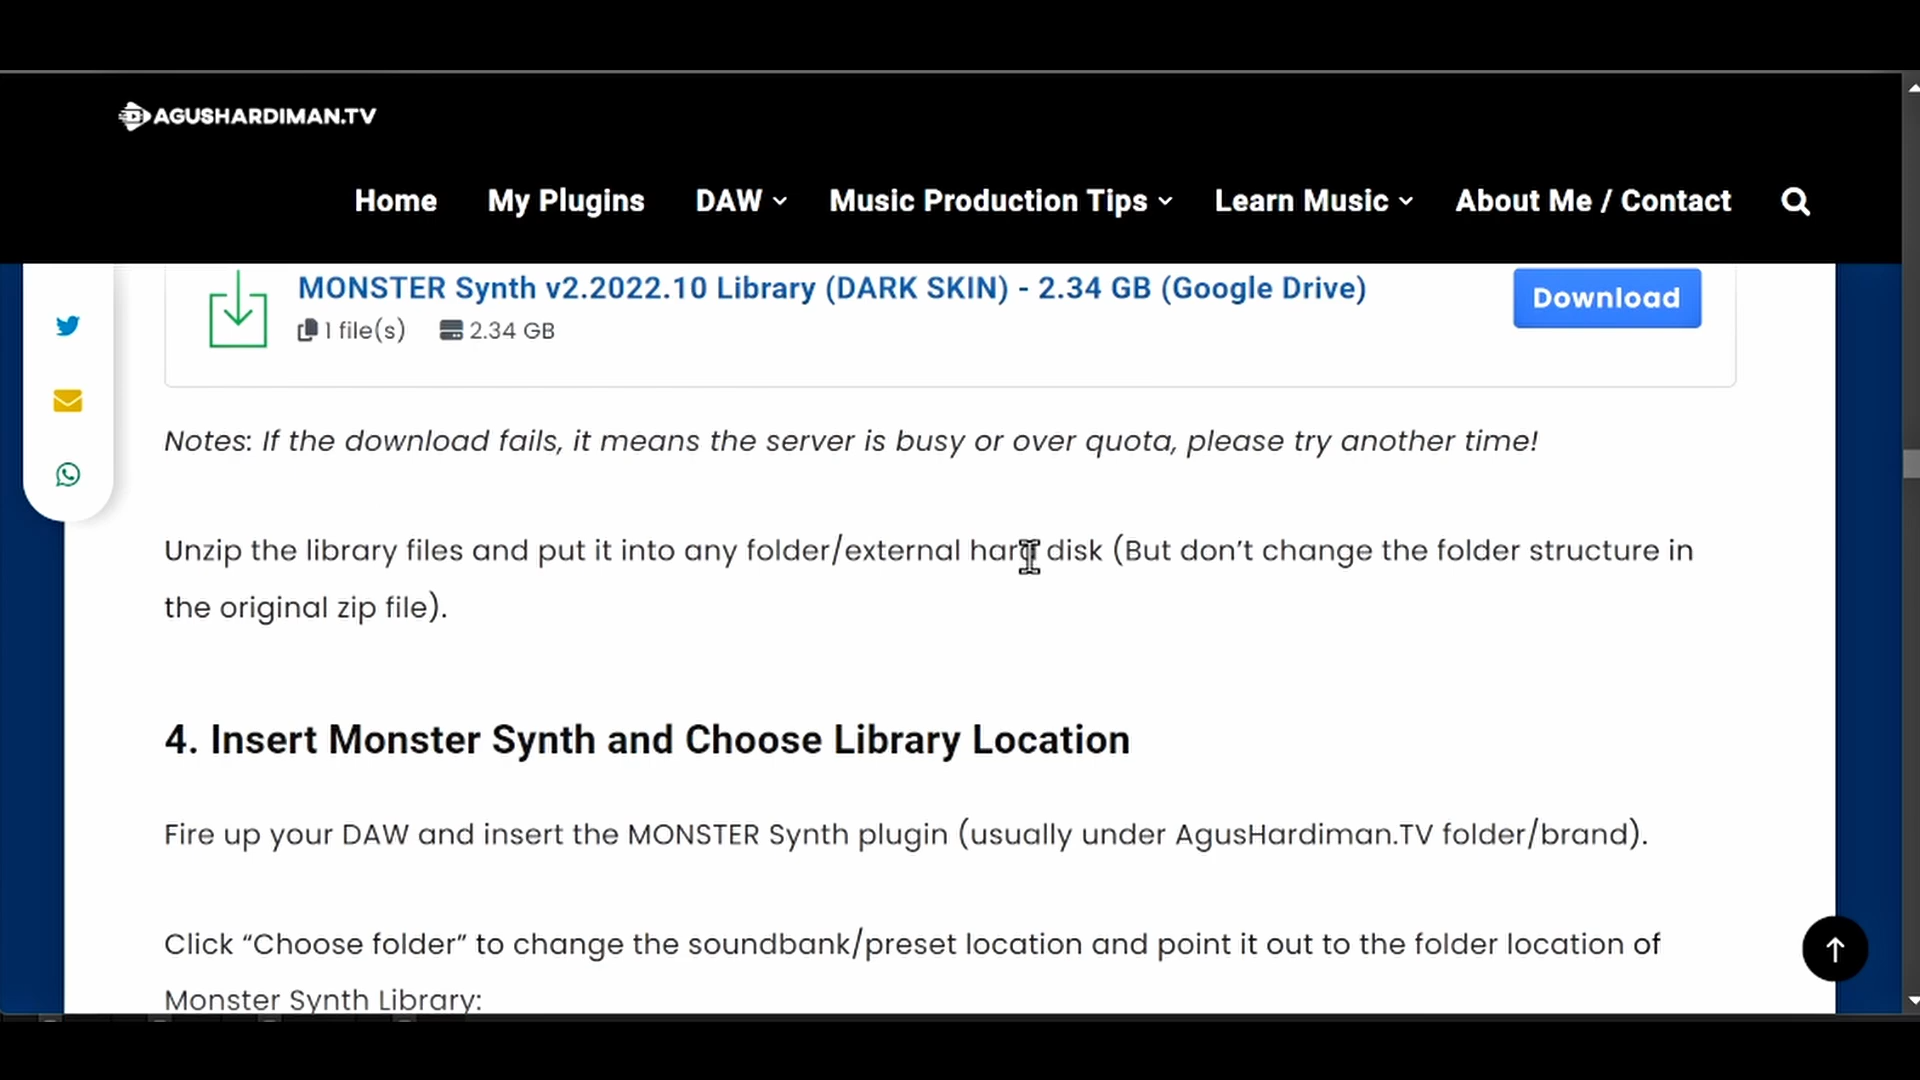 AGUSHARDIMAN.TV
Home My Plugins DAW Music Production Tips Learn Music About Me / Contact
MONSTER Synth v2.2022.10 Library (DARK SKIN) - 2.34 GB (Google Drive)
Download
1 file(s) 2.34 GB
Notes: If the download fails, it means the server is busy or over quota, please try another time!
Unzip the library files and put it into any folder/external hard disk (But don’t change the folder structure in
the original zip file).
4. Insert Monster Synth and Choose Library Location
Fire up your DAW and insert the MONSTER Synth plugin (usually under AgusHardiman.TV folder/brand).
Click “Choose folder” to change the soundbank/preset location and point it out to the folder location of
Monster Synth Library: